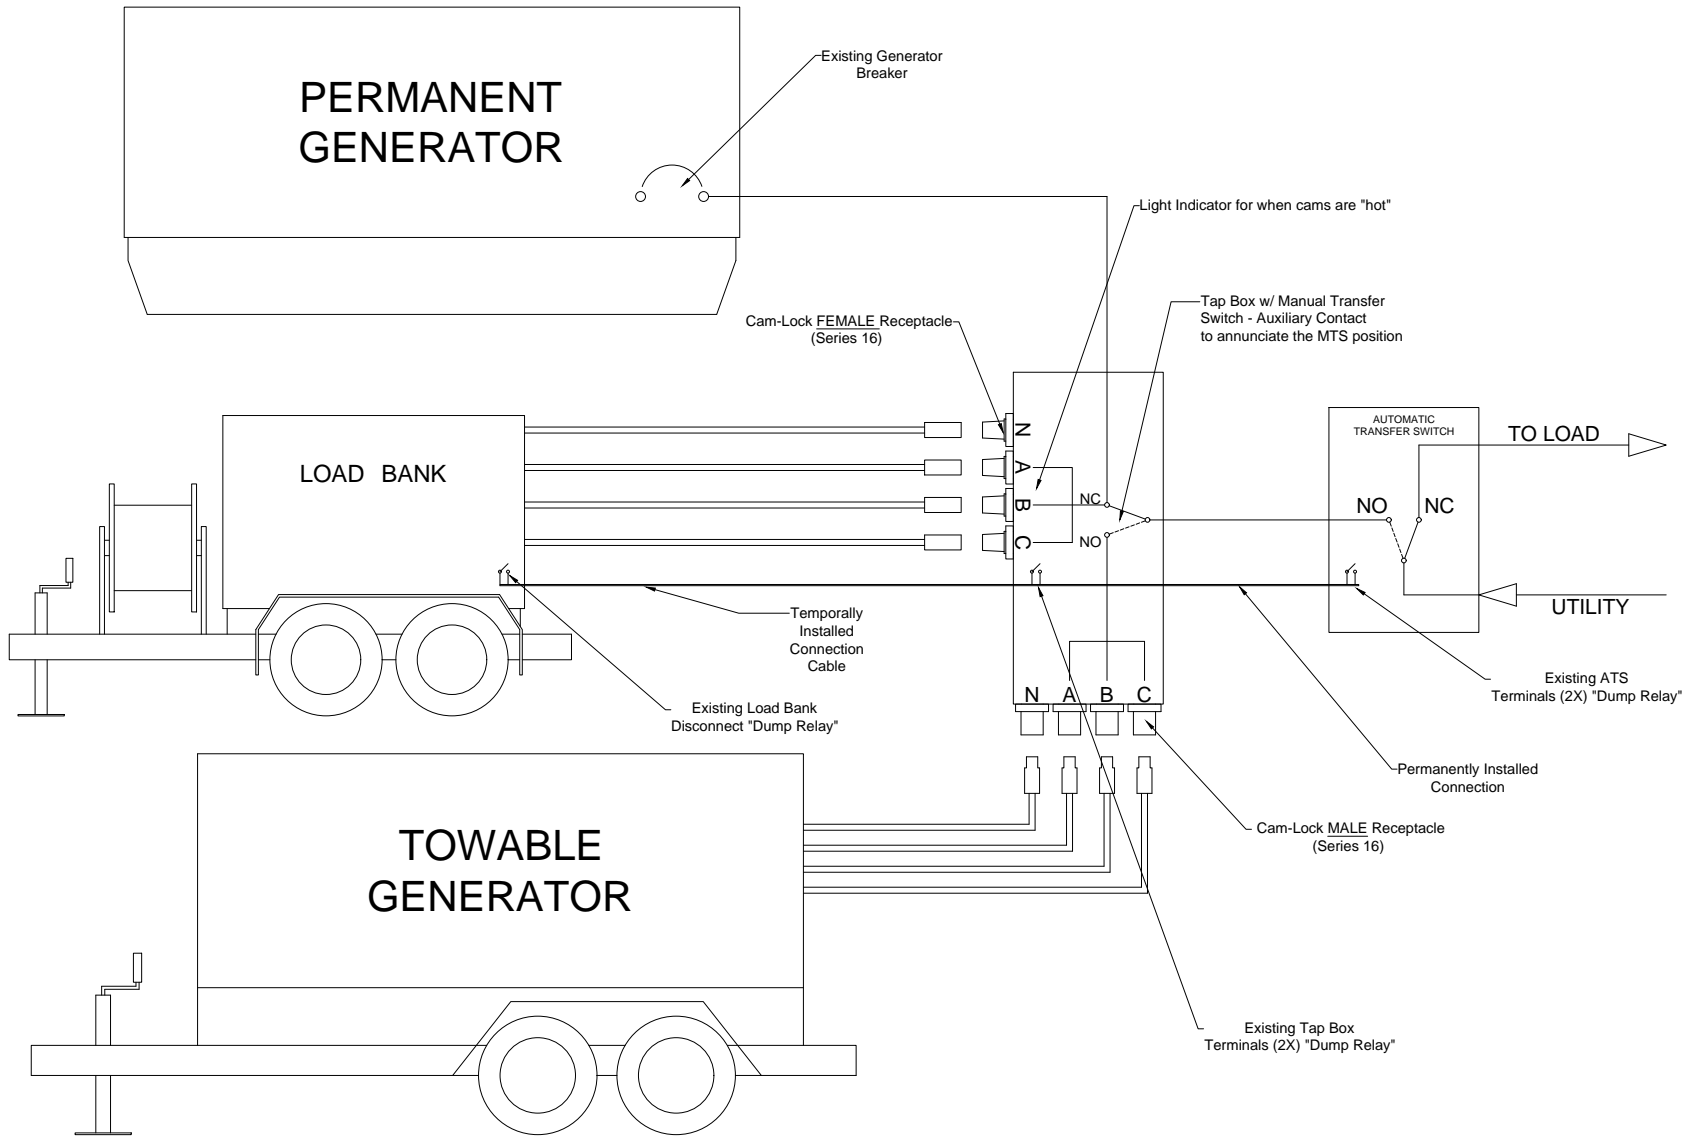 PERMANENT
GENERATOR
Existing Generator
Breaker
Light Indicator for when cams are "hot"
Tap Box w/ Manual Transfer
Switch - Auxiliary Contact
to annunciate the MTS position
Cam-Lock FEMALE Receptacle
(Series 16)
LOAD BANK
N
A
B
C
NC
NO
AUTOMATIC
TRANSFER SWITCH
TO LOAD
NO
NC
UTILITY
Temporally
Installed
Connection
Cable
Existing Load Bank
Disconnect "Dump Relay"
N A B C
Existing ATS
Terminals (2X) "Dump Relay"
Permanently Installed
Connection
Cam-Lock MALE Receptacle
(Series 16)
TOWABLE
GENERATOR
Existing Tap Box
Terminals (2X) "Dump Relay"